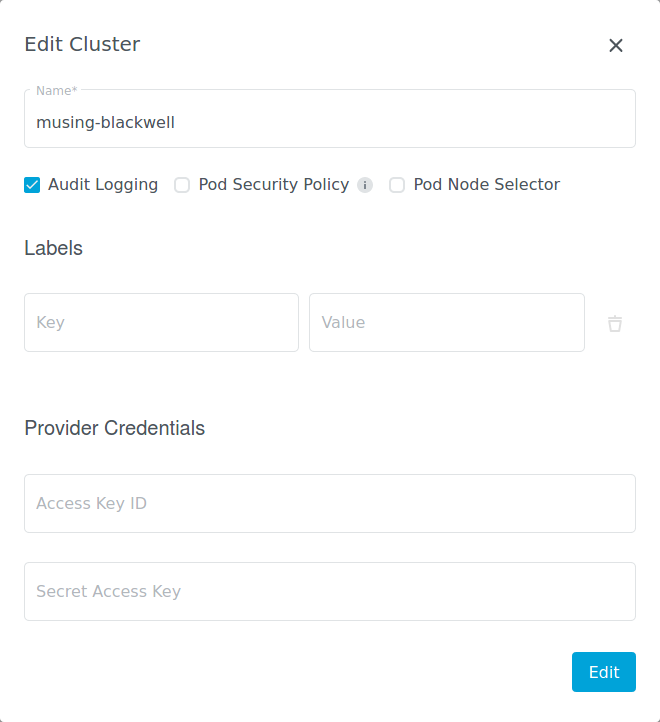 Edit Cluster
Name*
musing-blackwell
Audit Logging Pod Security Policy i Pod Node Selector
Labels
Key Value
Provider Credentials
Access Key ID
Secret Access Key
Edit